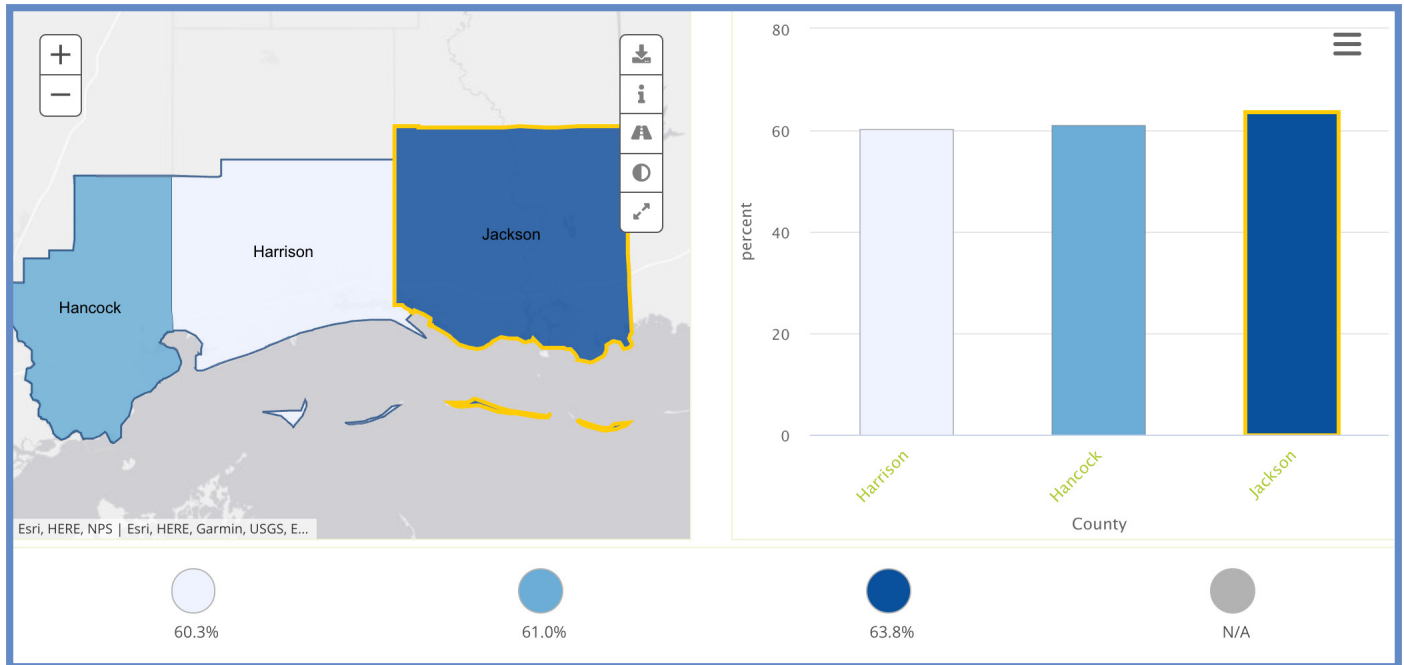 +
−
Hancock
Harrison
Jackson
Esri, HERE, NPS | Esri, HERE, Garmin, USGS, E...
80
60
40
20
0
percent
Harrison
Hancock
Jackson
County
60.3%
61.0%
63.8%
N/A